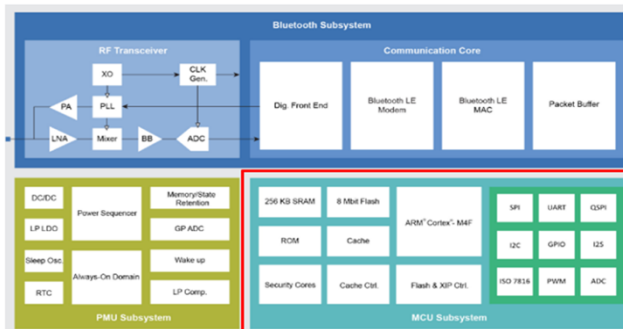 Bluetooth Subsystem
RF Transceiver
XO
CLK
Gen.
PA
PLL
LNA
Mixer
BB
ADC
Communication Core
Dig. Front End
Bluetooth LE
Modem
Bluetooth LE
MAC
Packet Buffer
DC/DC
Power Sequencer
Memory/State
Retention
LP LDO
GP ADC
Sleep Osc.
Always-On Domain
Wake up
RTC
LP Comp.
PMU Subsystem
256 KB SRAM
8 Mbit Flash
ARM® Cortex®- M4F
ROM
Cache
Security Cores
Cache Ctrl.
Flash & XIP Ctrl.
SPI
UART
QSPI
I2C
GPIO
I2S
ISO 7816
PWM
ADC
MCU Subsystem